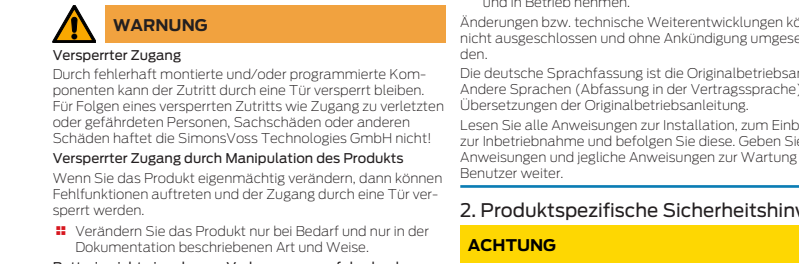 WARNUNG
Versperrter Zugang
Durch fehlerhaft montierte und/oder programmierte Kom-
ponenten kann der Zutritt durch eine Tür versperrt bleiben.
Für Folgen eines versperrten Zutritts wie Zugang zu verletzten
oder gefährdeten Personen, Sachschäden oder anderen
Schäden haftet die SimonsVoss Technologies GmbH nicht!
Versperrter Zugang durch Manipulation des Produkts
Wenn Sie das Produkt eigenmächtig verändern, dann können
Fehlfunktionen auftreten und der Zugang durch eine Tür ver-
sperrt werden.
Verändern Sie das Produkt nur bei Bedarf und nur in der
Dokumentation beschriebenen Art und Weise.
und in Betrieb nehmen.
Änderungen bzw. technische Weiterentwicklungen kö
nicht ausgeschlossen und ohne Ankündigung umgese
den.
Die deutsche Sprachfassung ist die Originalbetriebsan
Andere Sprachen (Abfassung in der Vertragssprache)
Übersetzungen der Originalbetriebsanleitung.
Lesen Sie alle Anweisungen zur Installation, zum Einb
zur Inbetriebnahme und befolgen Sie diese. Geben Sie
Anweisungen und jegliche Anweisungen zur Wartung
Benutzer weiter.
2. Produktspezifische Sicherheitshinw
ACHTUNG